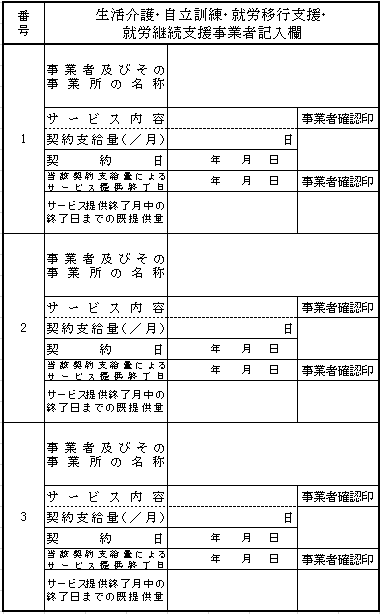 番
号
生活介護・自立訓練・就労移行支援・
就労継続支援事業者記入欄
1
事業者及びその
事業所の名称
サービス内容
事業者確認印
契約支給量(／月)
日
契約日
年 月 日
当該契約支給量による
サービス提供終了日
年 月 日
事業者確認印
サービス提供終了月中の
終了日までの既提供量
2
事業者及びその
事業所の名称
サービス内容
事業者確認印
契約支給量(／月)
日
契約日
年 月 日
当該契約支給量による
サービス提供終了日
年 月 日
事業者確認印
サービス提供終了月中の
終了日までの既提供量
3
事業者及びその
事業所の名称
サービス内容
事業者確認印
契約支給量(／月)
日
契約日
年 月 日
当該契約支給量による
サービス提供終了日
年 月 日
事業者確認印
サービス提供終了月中の
終了日までの既提供量